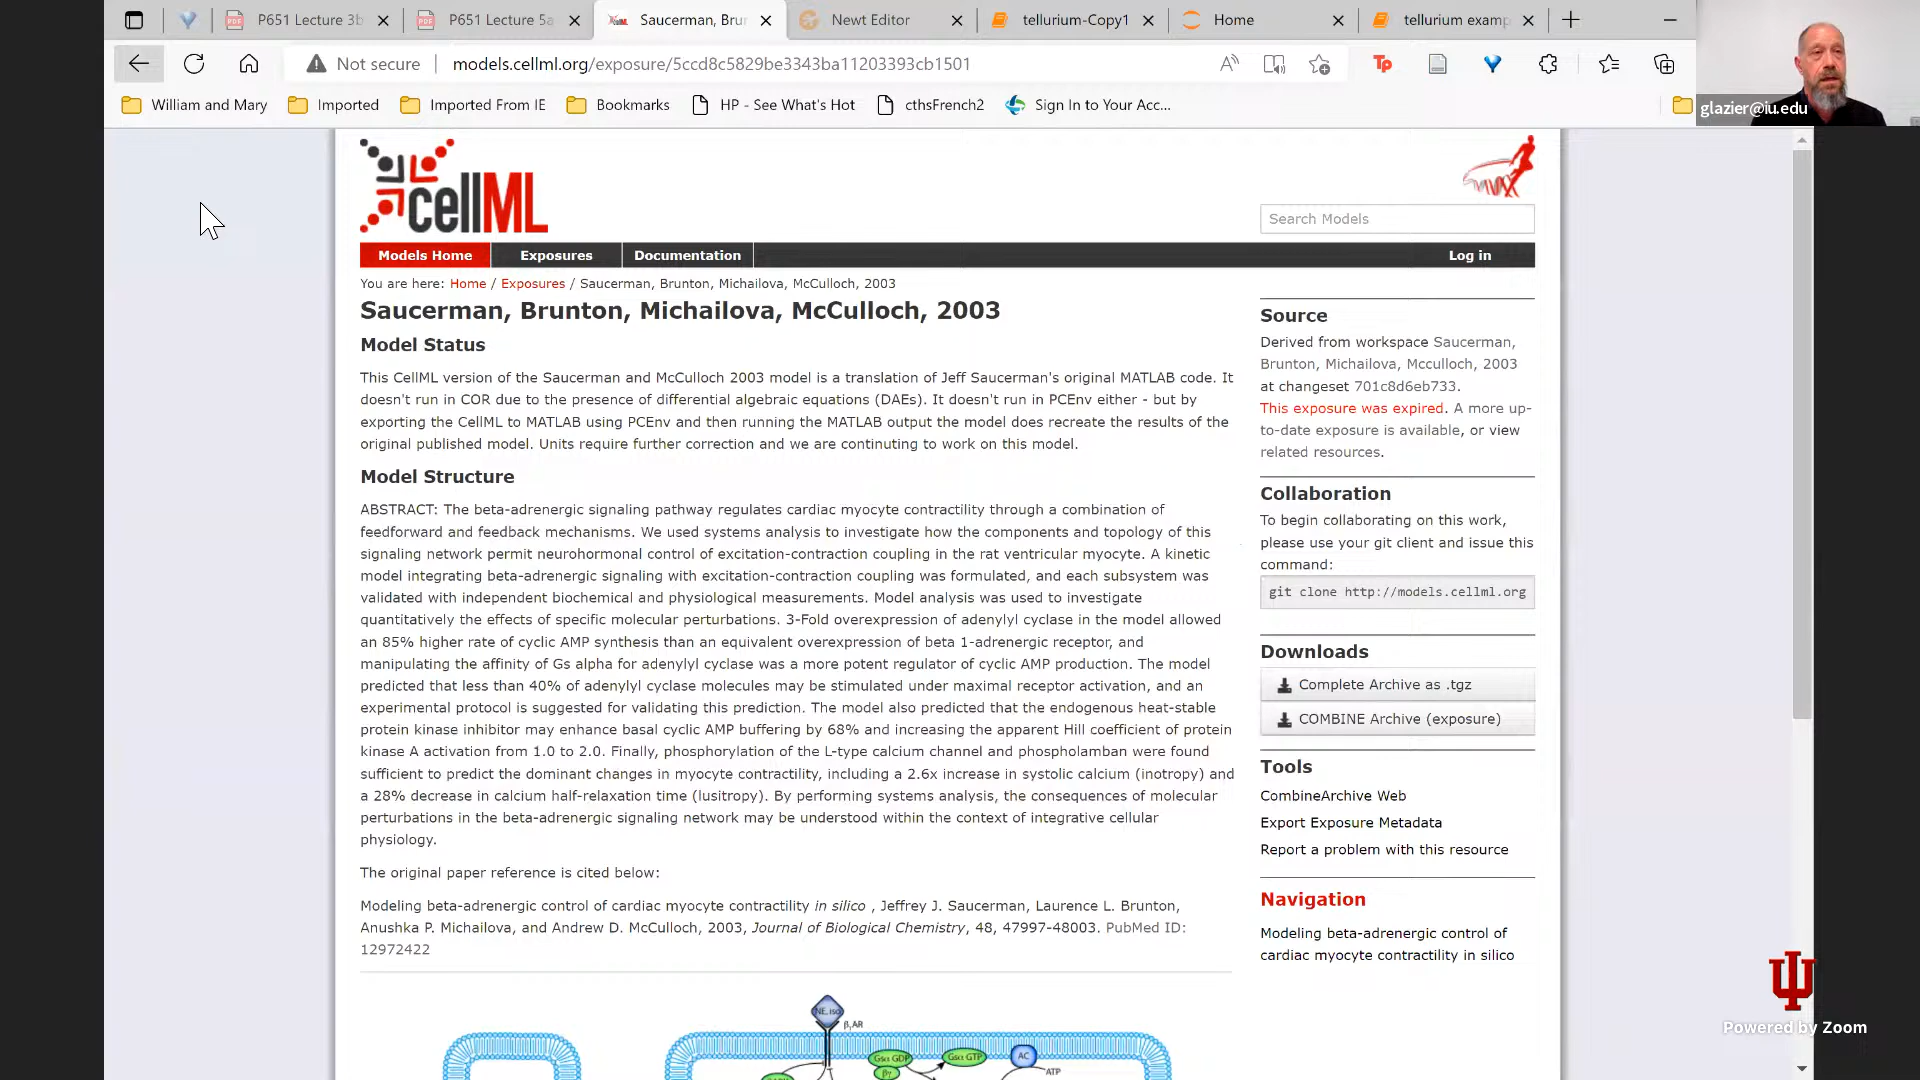 P651 Lecture 3b
P651 Lecture 5a
Saucerman, Bru
Newt Editor
tellurium-Copy1
Home
tellurium examp
Not secure
models.cellml.org/exposure/5ccd8c5829be3343ba11203393cb1501
William and Mary
Imported
Imported From IE
Bookmarks
HP - See What's Hot
cthsFrench2
Sign In to Your Acc...
glazier@iu.edu
cellML
Search Models
Models Home
Exposures
Documentation
Log in
You are here: Home / Exposures / Saucerman, Brunton, Michailova, McCulloch, 2003
Saucerman, Brunton, Michailova, McCulloch, 2003
Model Status
This CellML version of the Saucerman and McCulloch 2003 model is a translation of Jeff Saucerman's original MATLAB code. It
doesn't run in COR due to the presence of differential algebraic equations (DAEs). It doesn't run in PCEnv either - but by
exporting the CellML to MATLAB using PCEnv and then running the MATLAB output the model does recreate the results of the
original published model. Units require further correction and we are continuting to work on this model.
Model Structure
ABSTRACT: The beta-adrenergic signaling pathway regulates cardiac myocyte contractility through a combination of
feedforward and feedback mechanisms. We used systems analysis to investigate how the components and topology of this
signaling network permit neurohormonal control of excitation-contraction coupling in the rat ventricular myocyte. A kinetic
model integrating beta-adrenergic signaling with excitation-contraction coupling was formulated, and each subsystem was
validated with independent biochemical and physiological measurements. Model analysis was used to investigate
quantitatively the effects of specific molecular perturbations. 3-Fold overexpression of adenylyl cyclase in the model allowed
an 85% higher rate of cyclic AMP synthesis than an equivalent overexpression of beta 1-adrenergic receptor, and
manipulating the affinity of Gs alpha for adenylyl cyclase was a more potent regulator of cyclic AMP production. The model
predicted that less than 40% of adenylyl cyclase molecules may be stimulated under maximal receptor activation, and an
experimental protocol is suggested for validating this prediction. The model also predicted that the endogenous heat-stable
protein kinase inhibitor may enhance basal cyclic AMP buffering by 68% and increasing the apparent Hill coefficient of protein
kinase A activation from 1.0 to 2.0. Finally, phosphorylation of the L-type calcium channel and phospholamban were found
sufficient to predict the dominant changes in myocyte contractility, including a 2.6x increase in systolic calcium (inotropy) and
a 28% decrease in calcium half-relaxation time (lusitropy). By performing systems analysis, the consequences of molecular
perturbations in the beta-adrenergic signaling network may be understood within the context of integrative cellular
physiology.
The original paper reference is cited below:
Modeling beta-adrenergic control of cardiac myocyte contractility in silico , Jeffrey J. Saucerman, Laurence L. Brunton,
Anushka P. Michailova, and Andrew D. McCulloch, 2003, Journal of Biological Chemistry, 48, 47997-48003. PubMed ID:
12972422
NE, iso
β₁AR
Gsα GDP
βγ
Gsα GTP
AC
ATP
Source
Derived from workspace Saucerman,
Brunton, Michailova, Mcculloch, 2003
at changeset 701c8d6eb733.
This exposure was expired. A more up-
to-date exposure is available, or view
related resources.
Collaboration
To begin collaborating on this work,
please use your git client and issue this
command:
git clone http://models.cellml.org
Downloads
Complete Archive as .tgz
COMBINE Archive (exposure)
Tools
CombineArchive Web
Export Exposure Metadata
Report a problem with this resource
Navigation
Modeling beta-adrenergic control of
cardiac myocyte contractility in silico
Powered by Zoom